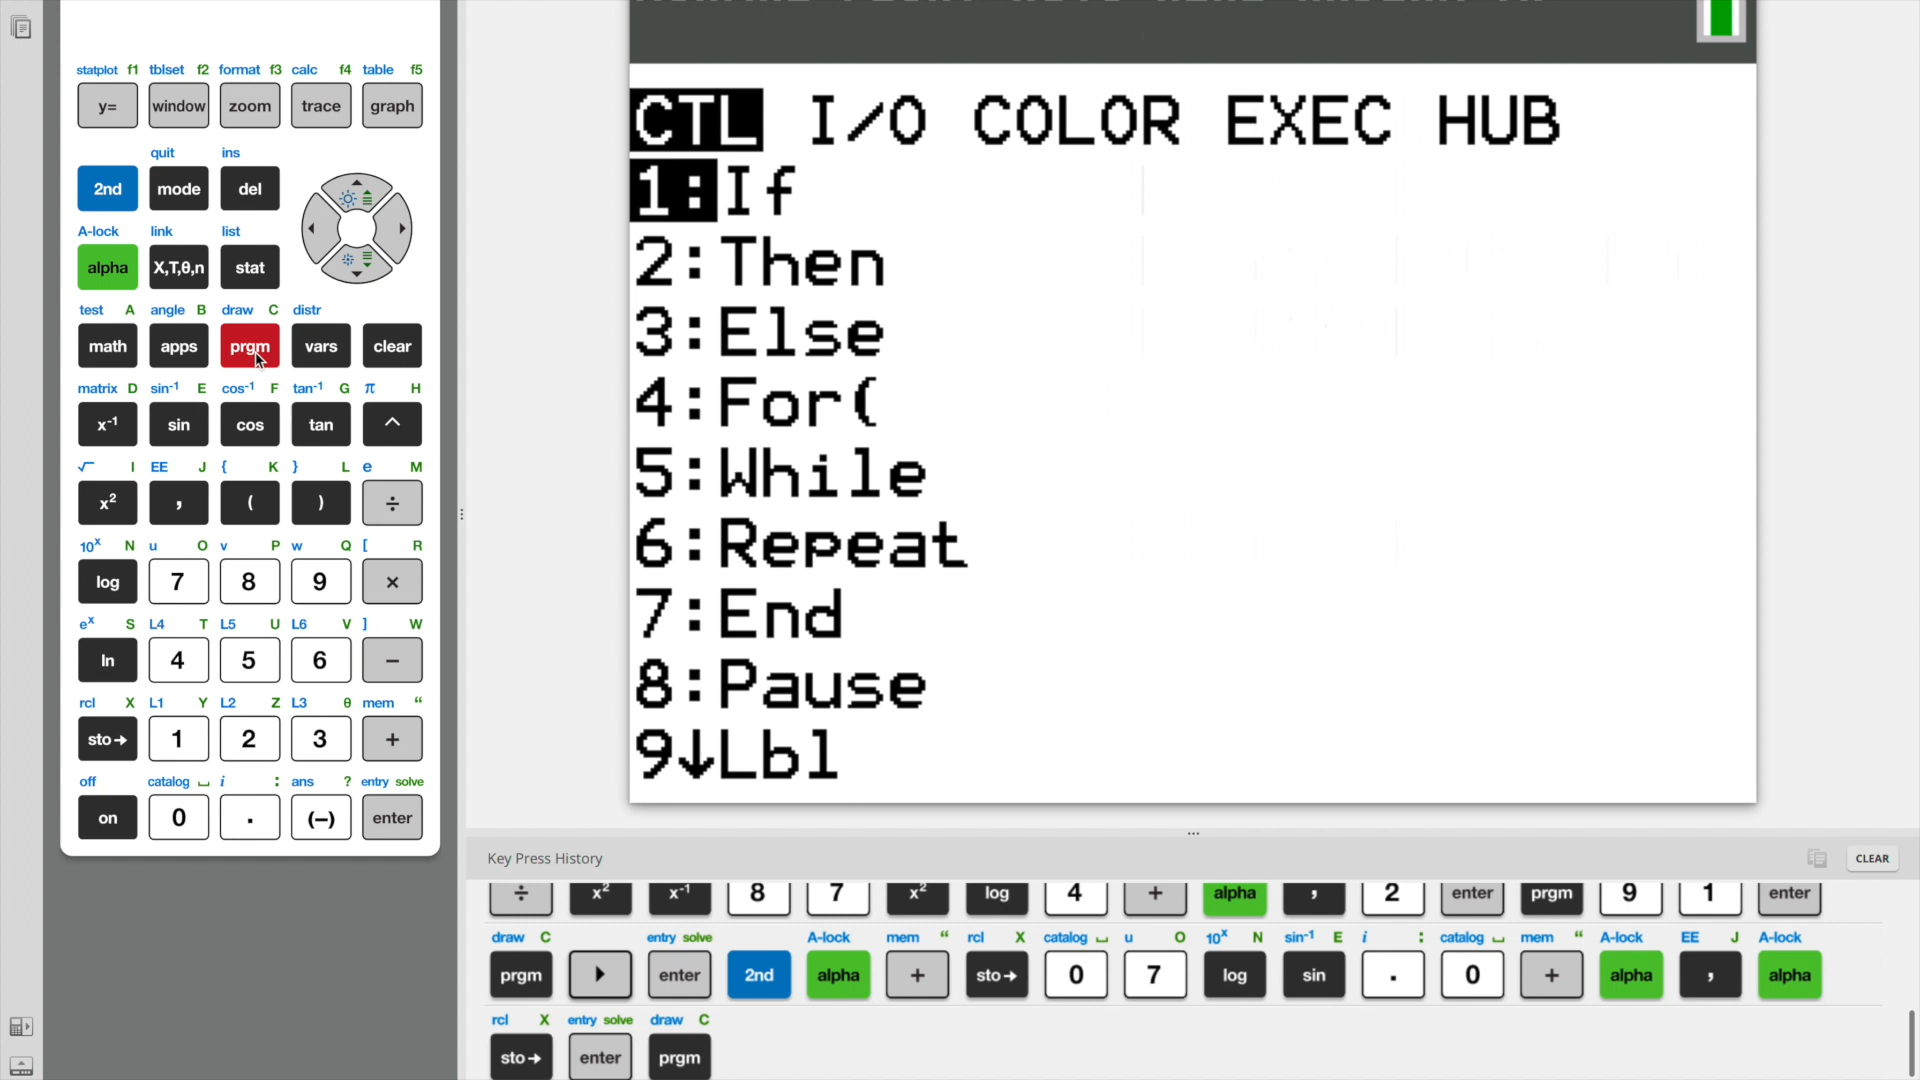 statplot f1 tblset f2 format f3 calc f4 table f5
y= window zoom trace graph
quit ins
2nd mode del
A-lock link list
alpha X,T,θ,n stat
test A angle B draw C distr
math apps prgm vars clear
matrix D sin⁻¹ E cos⁻¹ F tan⁻¹ G π H
x⁻¹ sin cos tan ^
√ I EE J { K } L e M
x² , ( ) ÷
10ˣ N u O v P w Q [ R
log 7 8 9 ×
eˣ S L4 T L5 U L6 V ] W
ln 4 5 6 −
rcl X L1 Y L2 Z L3 θ mem “
sto→ 1 2 3 +
off catalog ⎵ i : ans ? entry solve
on 0 . (−) enter
CTL I/O COLOR EXEC HUB
1:If
2:Then
3:Else
4:For(
5:While
6:Repeat
7:End
8:Pause
9↓Lbl
Key Press History CLEAR
÷ x² x⁻¹ 8 7 x² log 4 + alpha , 2 enter prgm 9 1 enter
draw C entry solve A-lock mem “ rcl X catalog ⎵ u O 10ˣ N sin⁻¹ E i : catalog ⎵ mem “ A-lock EE J A-lock
prgm enter 2nd alpha + sto→ 0 7 log sin . 0 + alpha , alpha
rcl X entry solve draw C
sto→ enter prgm